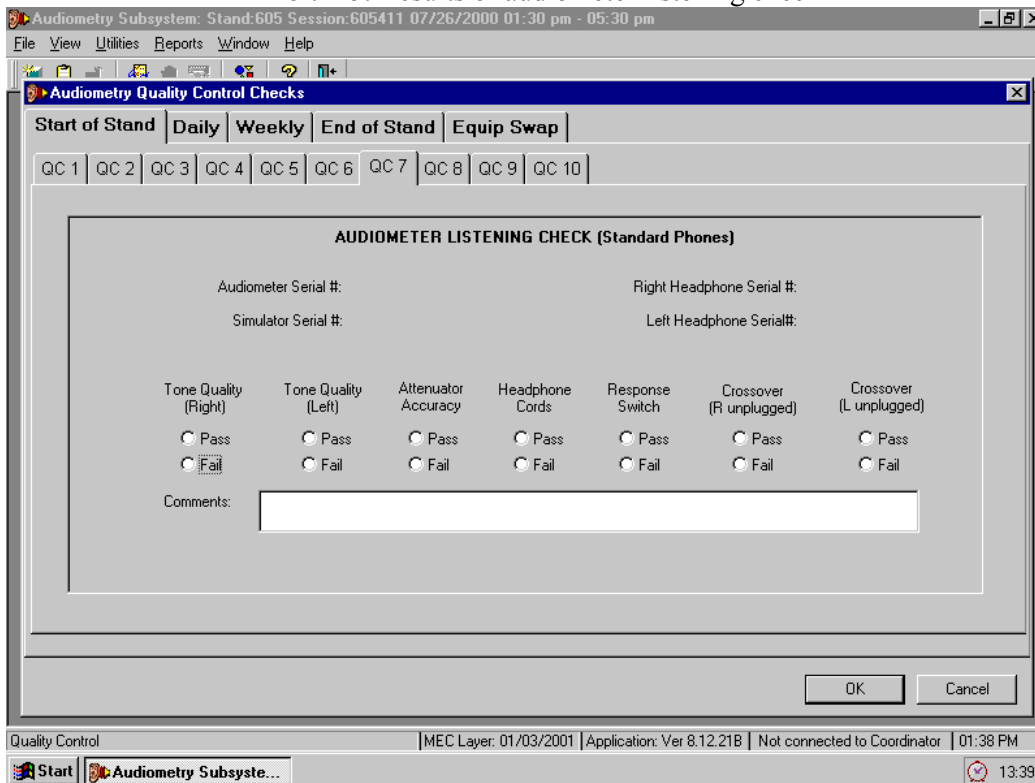 Audiometry Subsystem: Stand:605 Session:605411 07/26/2000 01:30 pm - 05:30 pm
File View Utilities Reports Window Help
Audiometry Quality Control Checks
Start of Stand Daily Weekly End of Stand Equip Swap
QC 1 QC 2 QC 3 QC 4 QC 5 QC 6 QC 7 QC 8 QC 9 QC 10
AUDIOMETER LISTENING CHECK (Standard Phones)
Audiometer Serial #: Right Headphone Serial #:
Simulator Serial #: Left Headphone Serial#:
Tone Quality Tone Quality Attenuator Headphone Response Crossover Crossover
(Right) (Left) Accuracy Cords Switch (R unplugged) (L unplugged)
Pass Pass Pass Pass Pass Pass Pass
Fail Fail Fail Fail Fail Fail Fail
Comments:
OK Cancel
Quality Control MEC Layer: 01/03/2001 Application: Ver 8.12.21B Not connected to Coordinator 01:38 PM
Start Audiometry Subsyste... 13:39